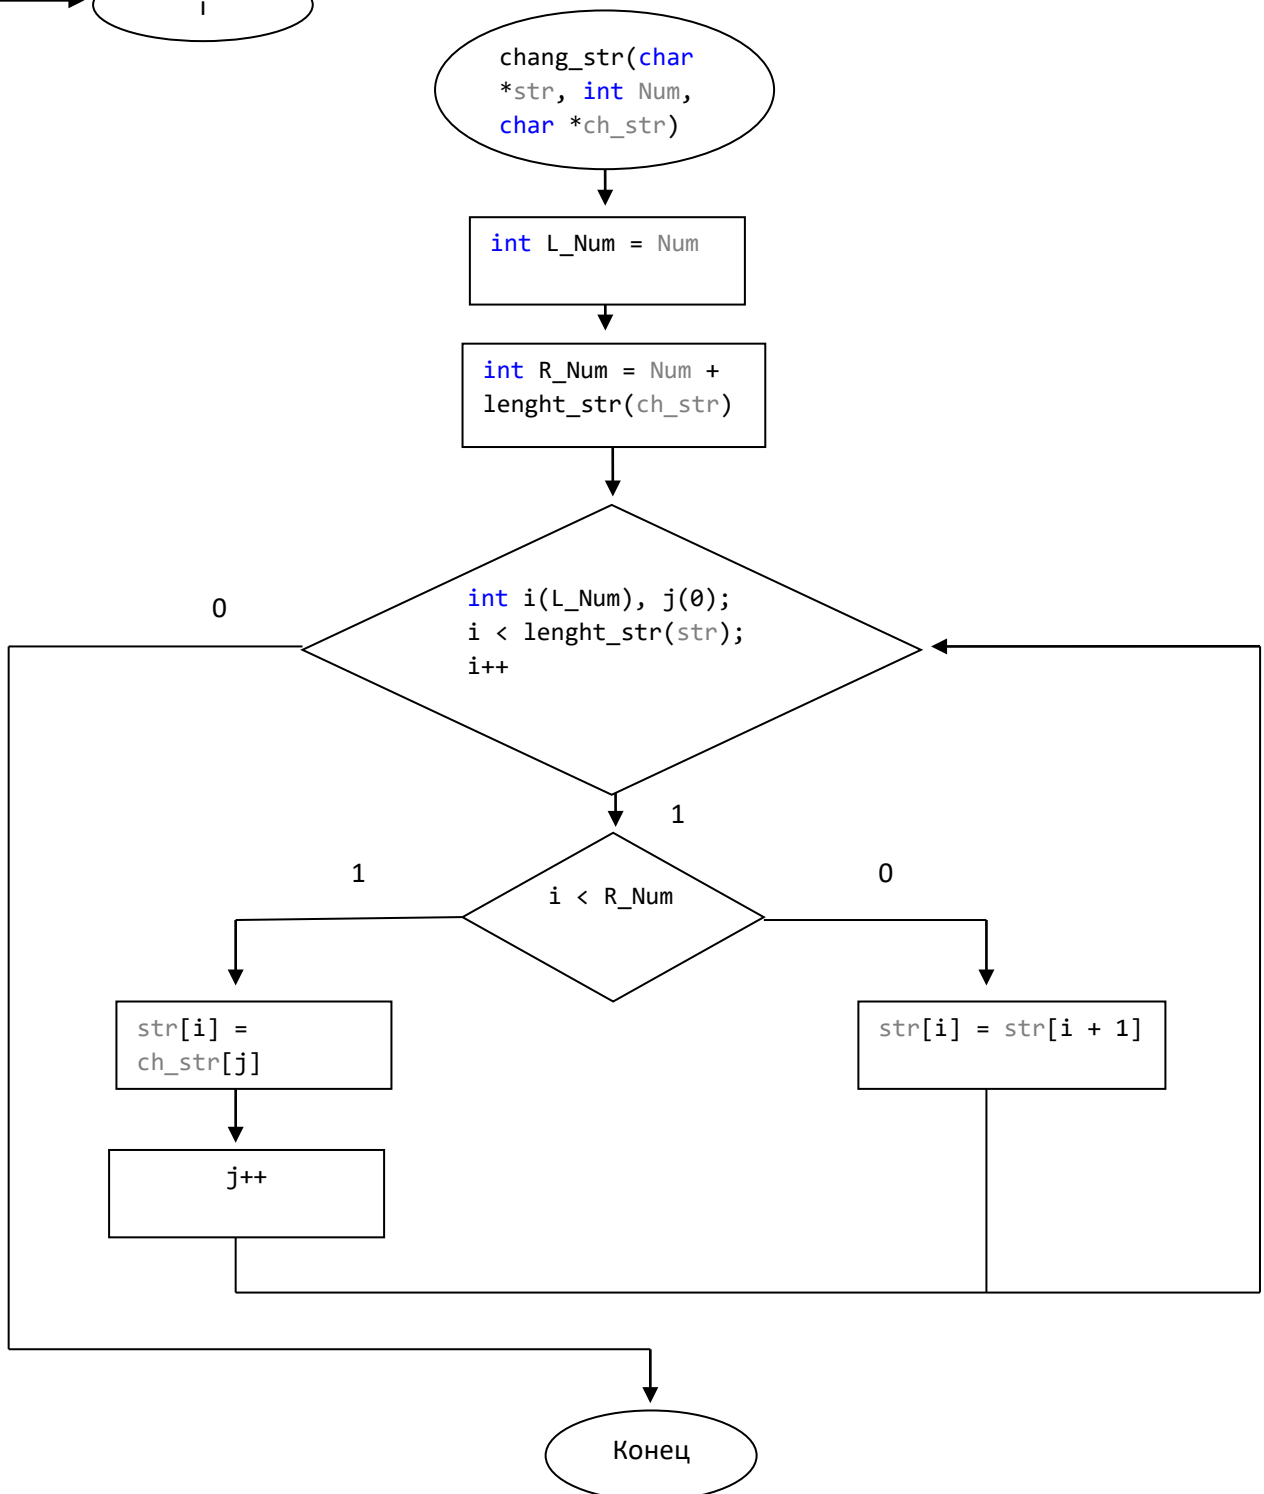 i
chang_str(char
*str, int Num,
char *ch_str)
int L_Num = Num
int R_Num = Num +
lenght_str(ch_str)
0
int i(L_Num), j(0);
i < lenght_str(str);
i++
1
1
0
i < R_Num
str[i] =
ch_str[j]
str[i] = str[i + 1]
j++
Конец